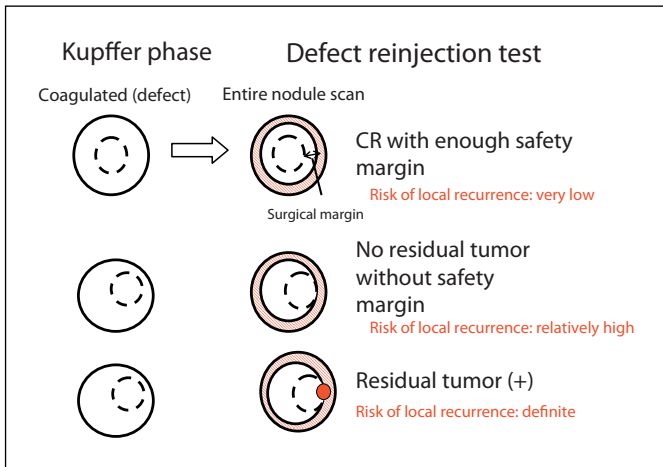 Kupffer phase
Defect reinjection test
Coagulated (defect)
Entire nodule scan
CR with enough safety
margin
Risk of local recurrence: very low
Surgical margin
No residual tumor
without safety
margin
Risk of local recurrence: relatively high
Residual tumor (+)
Risk of local recurrence: definite